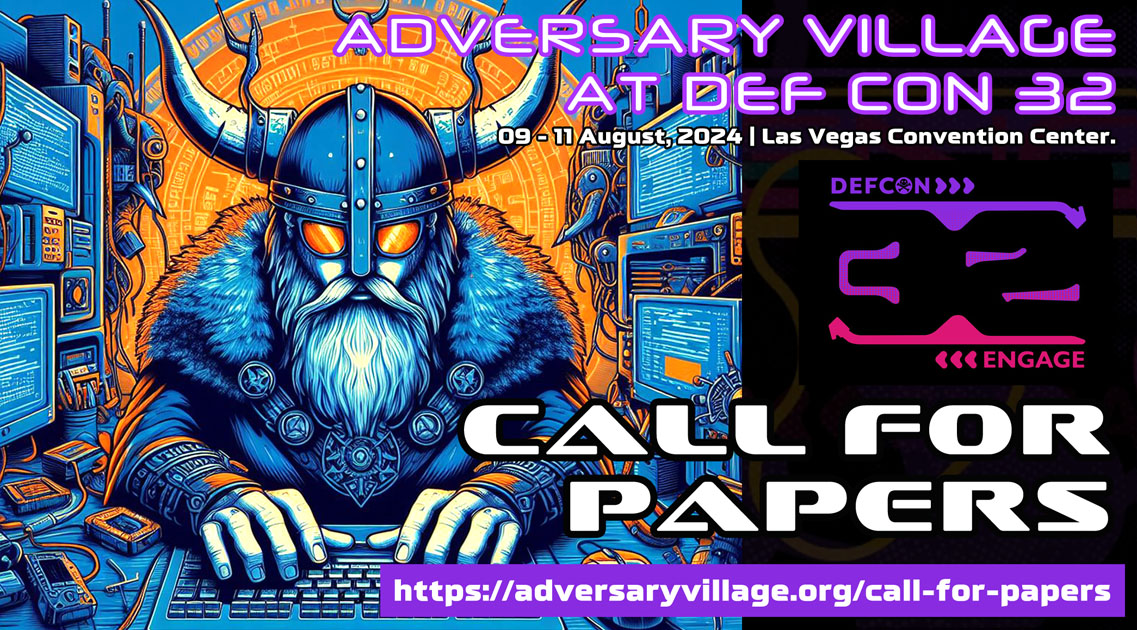 ADVERSARY VILLAGE
AT DEF CON 32
09 - 11 August, 2024 | Las Vegas Convention Center.
DEFCON
32
ENGAGE
CALL FOR
PAPERS
https://adversaryvillage.org/call-for-papers